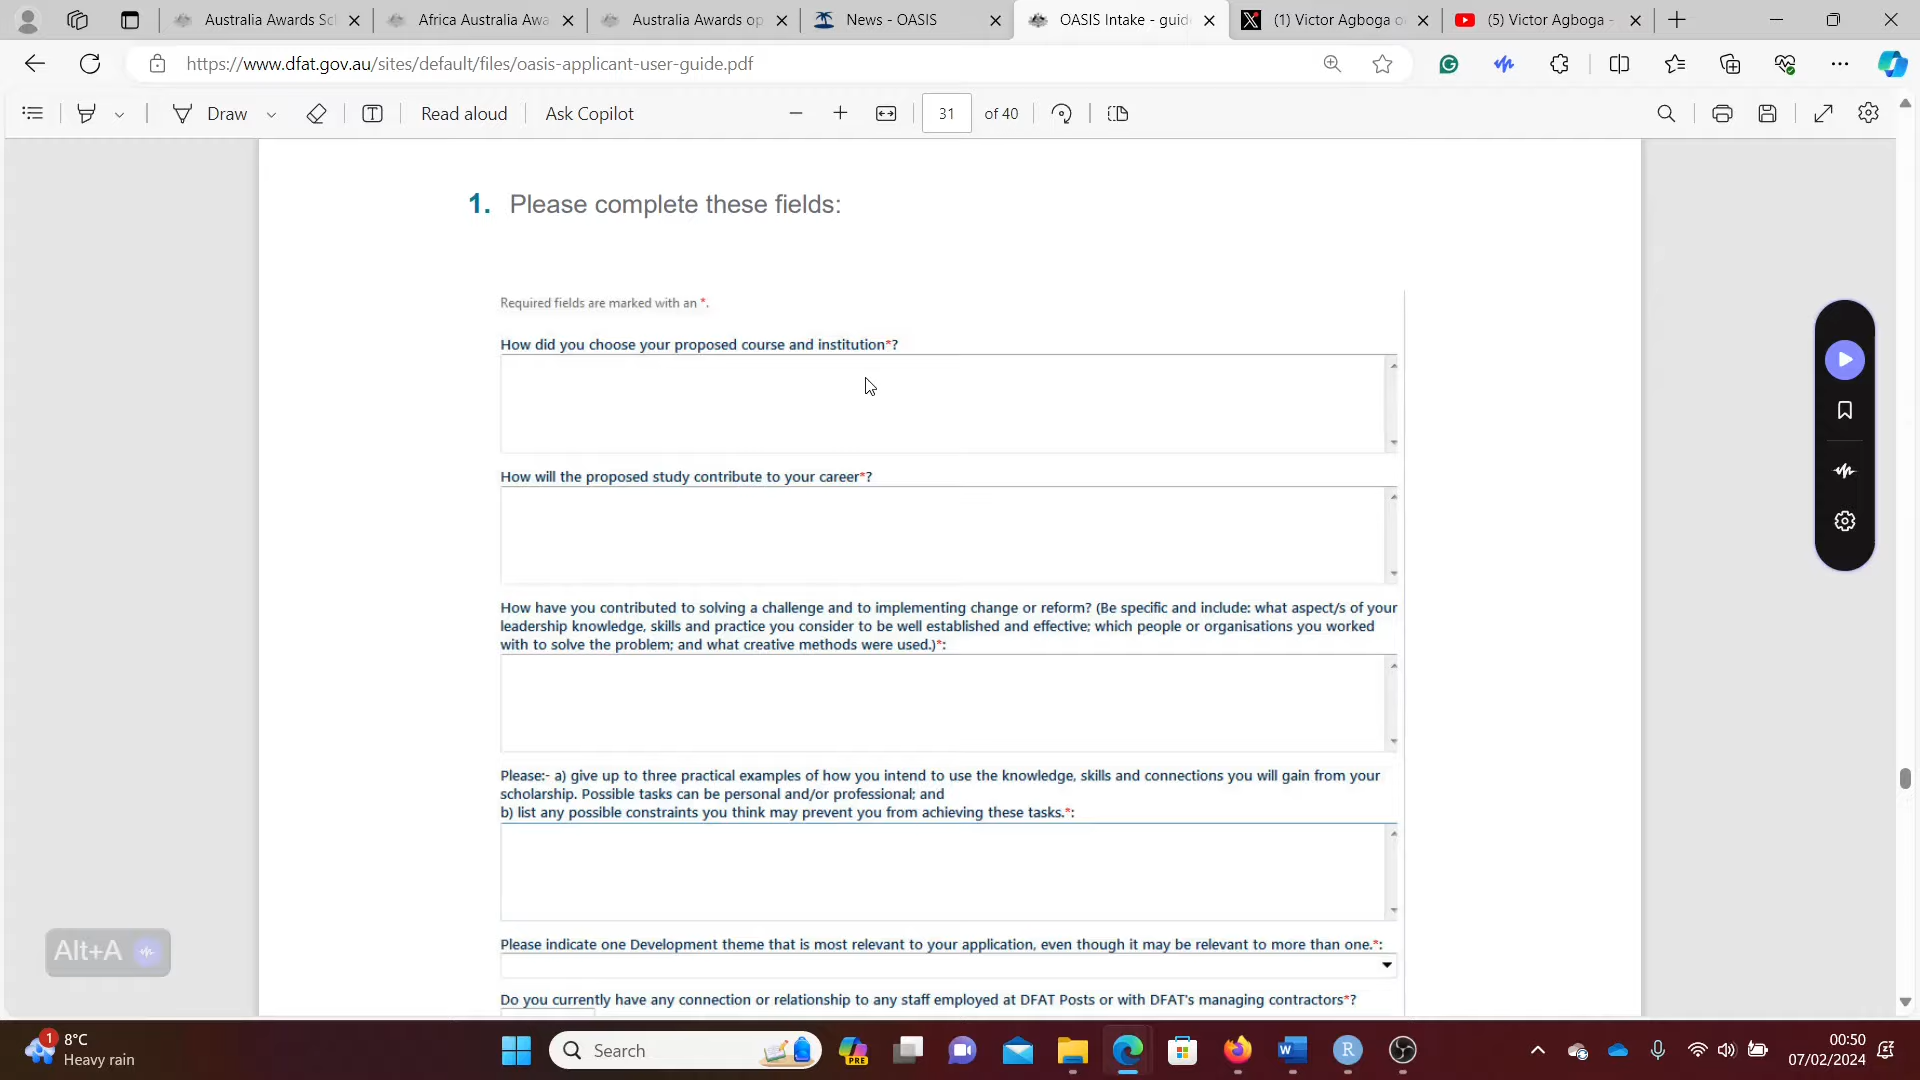 Australia Awards Sc
Africa Australia Awa
Australia Awards op
News - OASIS
OASIS Intake - guid
(1) Victor Agboga o
(5) Victor Agboga -
https://www.dfat.gov.au/sites/default/files/oasis-applicant-user-guide.pdf
Draw
Read aloud
Ask Copilot
31
of 40
1. Please complete these fields:
Required fields are marked with an *.
How did you choose your proposed course and institution*?
How will the proposed study contribute to your career*?
How have you contributed to solving a challenge and to implementing change or reform? (Be specific and include: what aspect/s of your
leadership knowledge, skills and practice you consider to be well established and effective; which people or organisations you worked
with to solve the problem; and what creative methods were used.)*:
Please:- a) give up to three practical examples of how you intend to use the knowledge, skills and connections you will gain from your
scholarship. Possible tasks can be personal and/or professional; and
b) list any possible constraints you think may prevent you from achieving these tasks.*:
Please indicate one Development theme that is most relevant to your application, even though it may be relevant to more than one.*:
Do you currently have any connection or relationship to any staff employed at DFAT Posts or with DFAT's managing contractors*?
Alt+A
1
8°C
Heavy rain
Search
PRE
W
R
00:50
07/02/2024